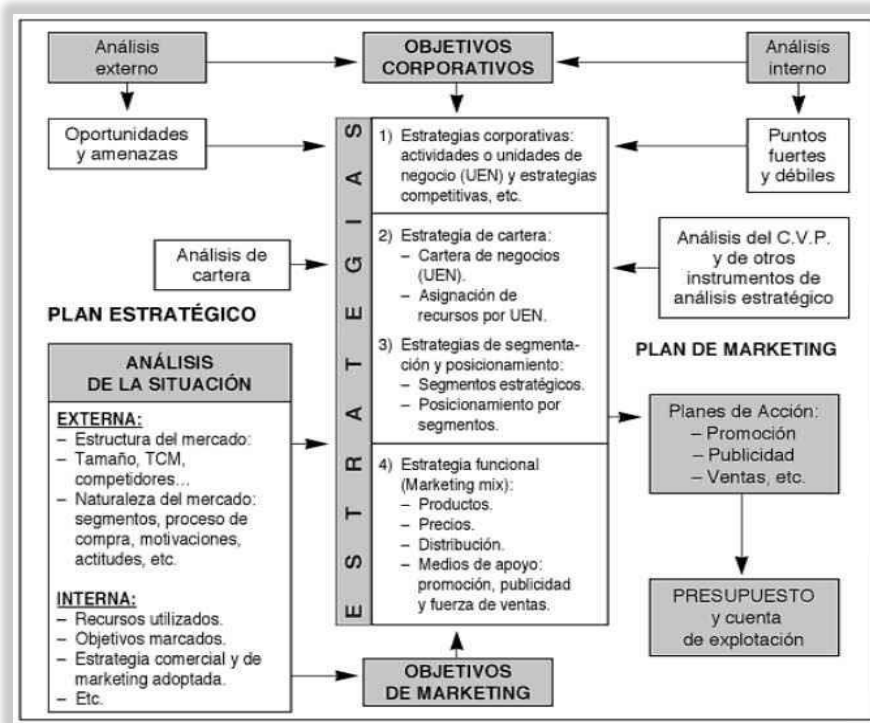 Análisis
externo
OBJETIVOS
CORPORATIVOS
Análisis
interno
Oportunidades
y amenazas
ESTRATEGIAS
1) Estrategias corporativas:
actividades o unidades de
negocio (UEN) y estrategias
competitivas, etc.
Puntos
fuertes
y débiles
Análisis de
cartera
2) Estrategia de cartera:
– Cartera de negocios
(UEN).
– Asignación de
recursos por UEN.
Análisis del C.V.P.
y de otros
instrumentos de
análisis estratégico
PLAN ESTRATÉGICO
3) Estrategias de segmenta-
ción y posicionamiento:
– Segmentos estratégicos.
– Posicionamiento por
segmentos.
PLAN DE MARKETING
ANÁLISIS
DE LA SITUACIÓN
EXTERNA:
– Estructura del mercado:
– Tamaño, TCM,
competidores...
– Naturaleza del mercado:
segmentos, proceso de
compra, motivaciones,
actitudes, etc.
INTERNA:
– Recursos utilizados.
– Objetivos marcados.
– Estrategia comercial y de
marketing adoptada.
– Etc.
4) Estrategia funcional
(Marketing mix):
– Productos.
– Precios.
– Distribución.
– Medios de apoyo:
promoción, publicidad
y fuerza de ventas.
Planes de Acción:
– Promoción
– Publicidad
– Ventas, etc.
PRESUPUESTO
y cuenta
de explotación
OBJETIVOS
DE MARKETING